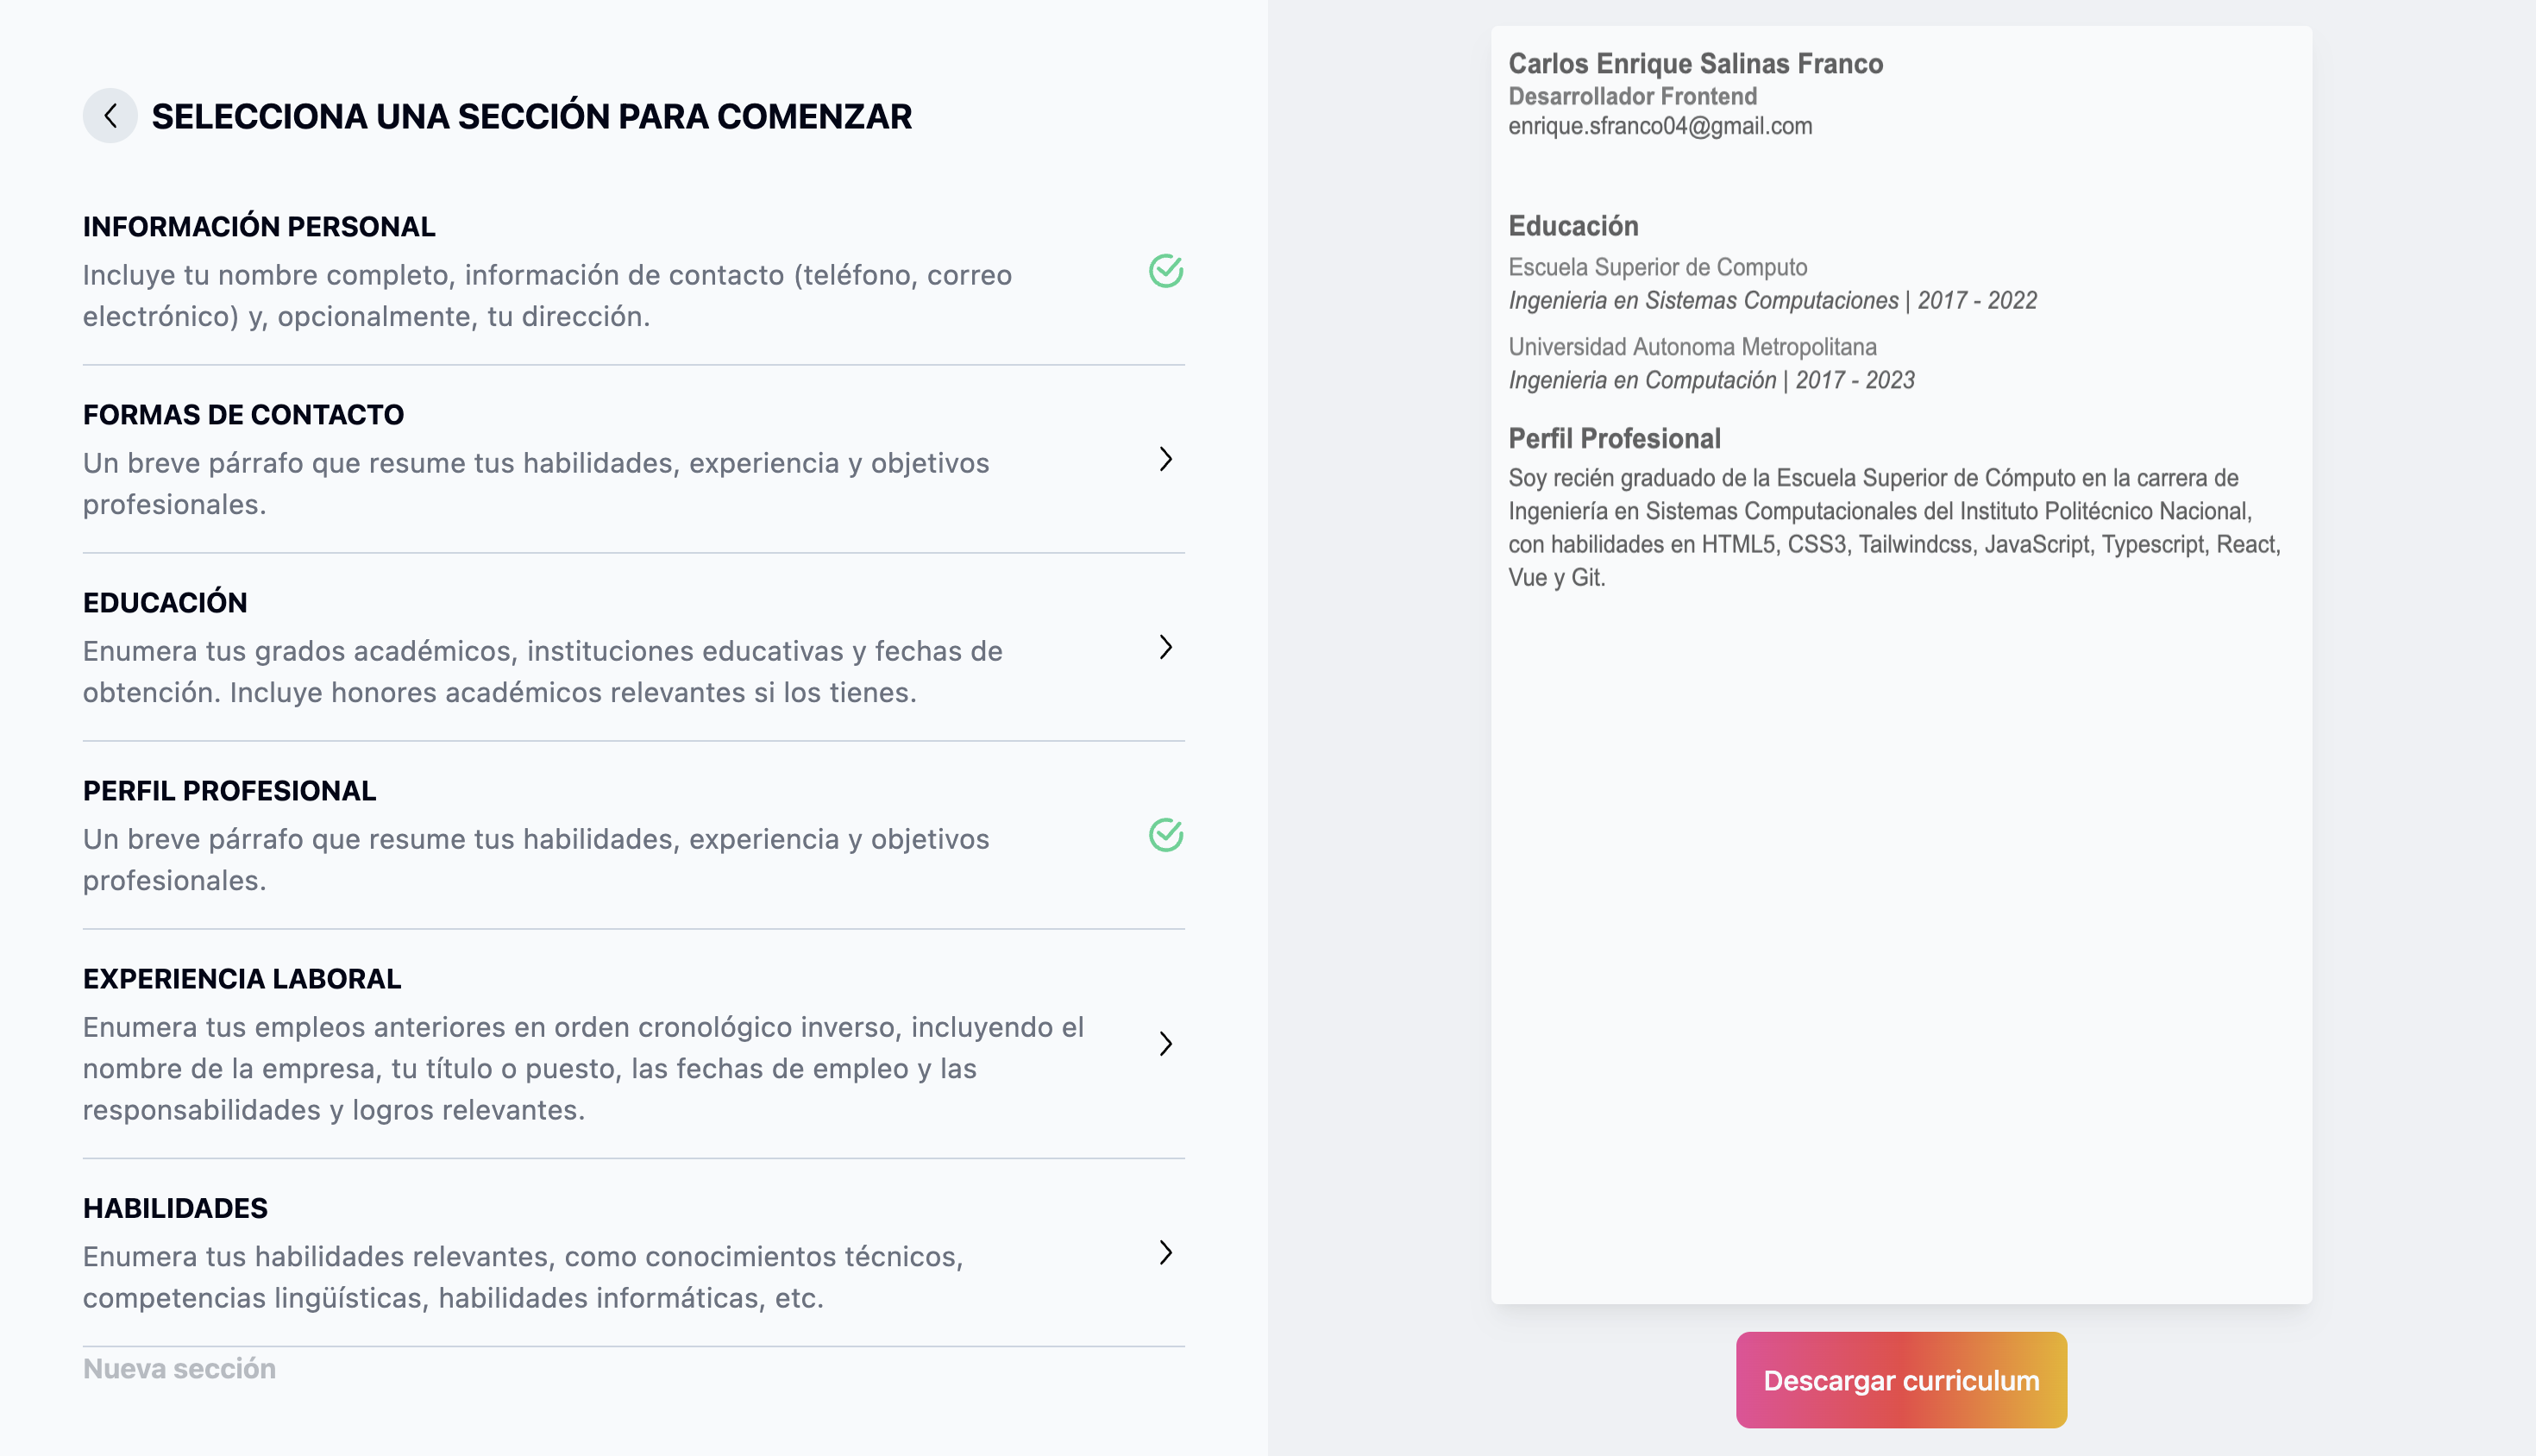 SELECCIONA UNA SECCIÓN PARA COMENZAR
INFORMACIÓN PERSONAL
Incluye tu nombre completo, información de contacto (teléfono, correo
electrónico) y, opcionalmente, tu dirección.
FORMAS DE CONTACTO
Un breve párrafo que resume tus habilidades, experiencia y objetivos
profesionales.
EDUCACIÓN
Enumera tus grados académicos, instituciones educativas y fechas de
obtención. Incluye honores académicos relevantes si los tienes.
PERFIL PROFESIONAL
Un breve párrafo que resume tus habilidades, experiencia y objetivos
profesionales.
EXPERIENCIA LABORAL
Enumera tus empleos anteriores en orden cronológico inverso, incluyendo el
nombre de la empresa, tu título o puesto, las fechas de empleo y las
responsabilidades y logros relevantes.
HABILIDADES
Enumera tus habilidades relevantes, como conocimientos técnicos,
competencias lingüísticas, habilidades informáticas, etc.
Nueva sección
Carlos Enrique Salinas Franco
Desarrollador Frontend
enrique.sfranco04@gmail.com
Educación
Escuela Superior de Computo
Ingenieria en Sistemas Computaciones | 2017 - 2022
Universidad Autonoma Metropolitana
Ingenieria en Computación | 2017 - 2023
Perfil Profesional
Soy recién graduado de la Escuela Superior de Cómputo en la carrera de
Ingeniería en Sistemas Computacionales del Instituto Politécnico Nacional,
con habilidades en HTML5, CSS3, Tailwindcss, JavaScript, Typescript, React,
Vue y Git.
Descargar curriculum